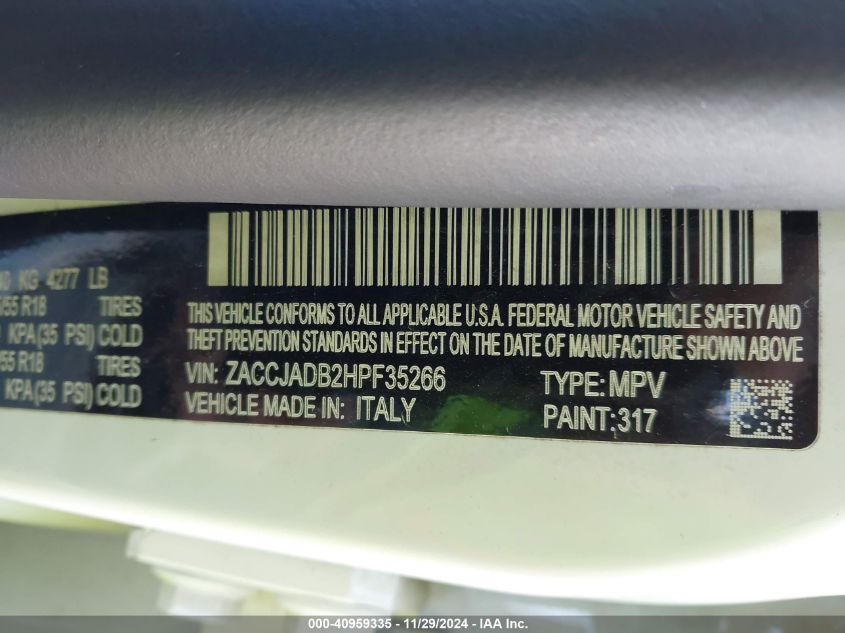 KG 4277 LB
55 R18 TIRES
KPA(35 PSI) COLD
55 R18 TIRES
KPA(35 PSI) COLD
THIS VEHICLE CONFORMS TO ALL APPLICABLE U.S.A. FEDERAL MOTOR VEHICLE SAFETY AND
THEFT PREVENTION STANDARDS IN EFFECT ON THE DATE OF MANUFACTURE SHOWN ABOVE
VIN: ZACCJADB2HPF35266 TYPE: MPV
VEHICLE MADE IN: ITALY PAINT:317
000-40959335 - 11/29/2024 - IAA Inc.